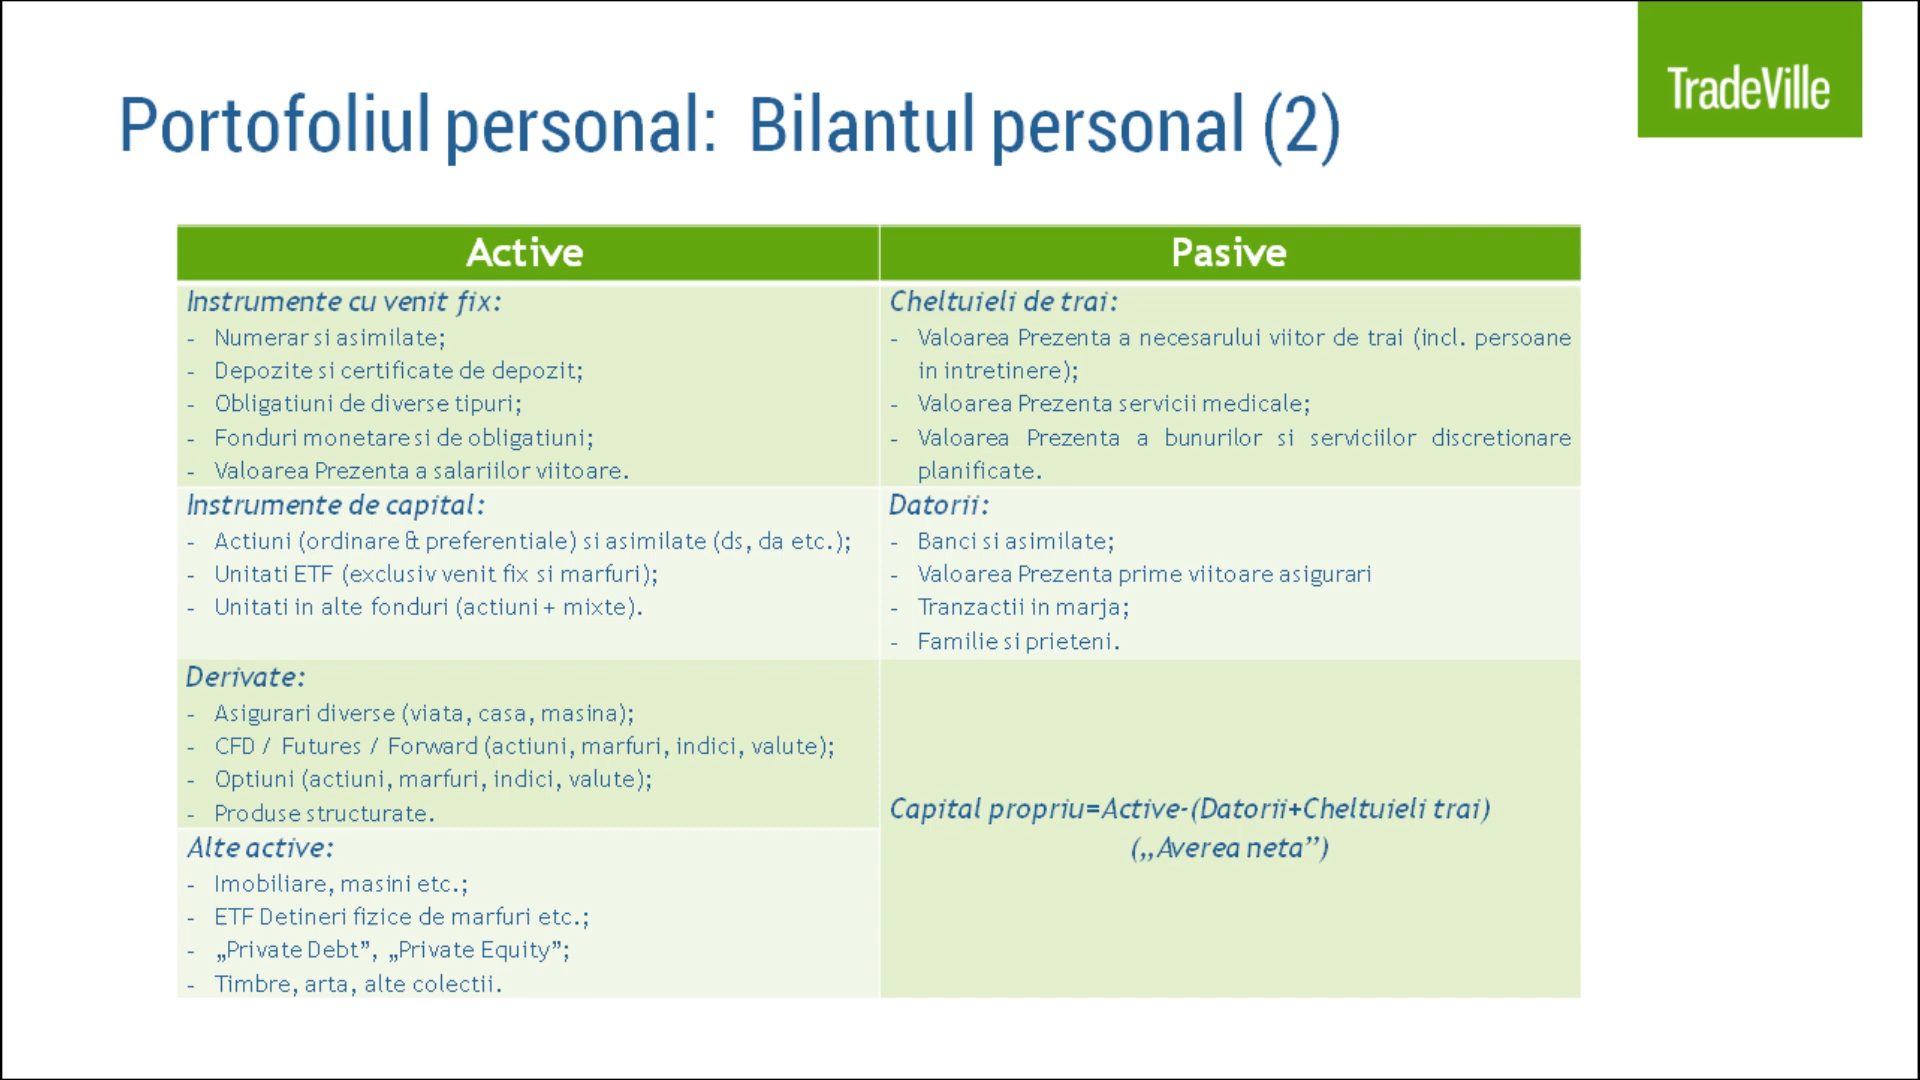 TradeVille
Portofoliul personal: Bilantul personal (2)
Active
Pasive
Instrumente cu venit fix:
- Numerar si asimilate;
- Depozite si certificate de depozit;
- Obligatiuni de diverse tipuri;
- Fonduri monetare si de obligatiuni;
- Valoarea Prezenta a salariilor viitoare.
Cheltuieli de trai:
- Valoarea Prezenta a necesarului viitor de trai (incl. persoane
in intretinere);
- Valoarea Prezenta servicii medicale;
- Valoarea Prezenta a bunurilor si serviciilor discretionare
planificate.
Instrumente de capital:
- Actiuni (ordinare & preferentiale) si asimilate (ds, da etc.);
- Unitati ETF (exclusiv venit fix si marfuri);
- Unitati in alte fonduri (actiuni + mixte).
Datorii:
- Banci si asimilate;
- Valoarea Prezenta prime viitoare asigurari
- Tranzactii in marja;
- Familie si prieteni.
Derivate:
- Asigurari diverse (viata, casa, masina);
- CFD / Futures / Forward (actiuni, marfuri, indici, valute);
- Optiuni (actiuni, marfuri, indici, valute);
- Produse structurate.
Alte active:
- Imobiliare, masini etc.;
- ETF Detineri fizice de marfuri etc.;
- „Private Debt”, „Private Equity”;
- Timbre, arta, alte colectii.
Capital propriu=Active-(Datorii+Cheltuieli trai)
(„Averea neta”)